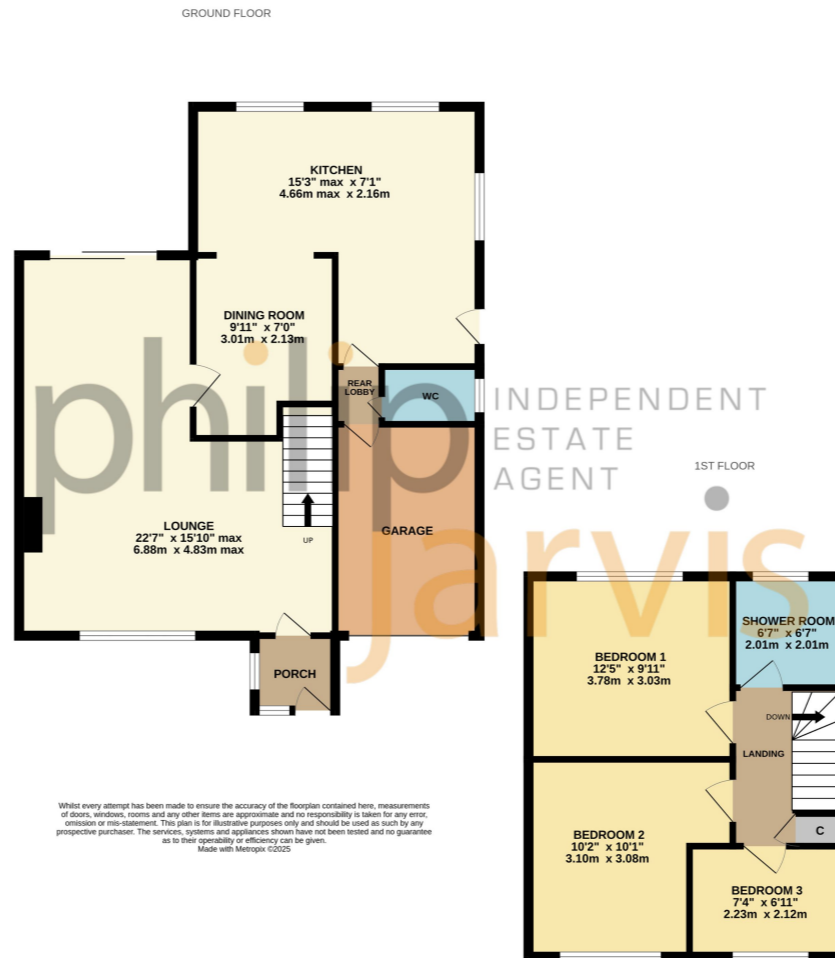 GROUND FLOOR
KITCHEN
15'3" max x 7'1"
4.66m max x 2.16m
DINING ROOM
9'11" x 7'0"
3.01m x 2.13m
REAR
LOBBY
WC
philip
INDEPENDENT
ESTATE
AGENT
jarvis
LOUNGE
22'7" x 15'10" max
6.88m x 4.83m max
UP
GARAGE
PORCH
1ST FLOOR
SHOWER ROOM
6'7" x 6'7"
2.01m x 2.01m
BEDROOM 1
12'5" x 9'11"
3.78m x 3.03m
DOWN
LANDING
C
BEDROOM 2
10'2" x 10'1"
3.10m x 3.08m
BEDROOM 3
7'4" x 6'11"
2.23m x 2.12m
Whilst every attempt has been made to ensure the accuracy of the floorplan contained here, measurements
of doors, windows, rooms and any other items are approximate and no responsibility is taken for any error,
omission or mis-statement. This plan is for illustrative purposes only and should be used as such by any
prospective purchaser. The services, systems and appliances shown have not been tested and no guarantee
as to their operability or efficiency can be given.
Made with Metropix ©2025